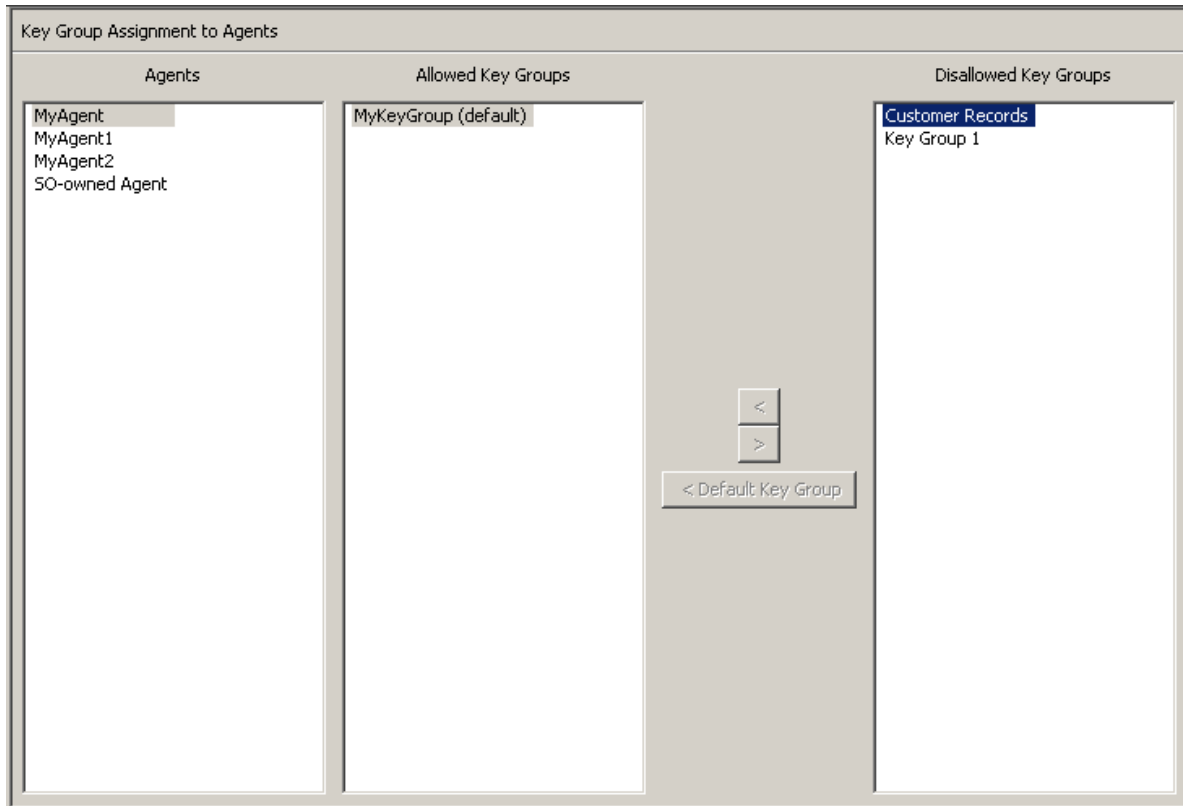 Key Group Assignment to Agents
Agents
Allowed Key Groups
Disallowed Key Groups
MyAgent
MyAgent1
MyAgent2
SO-owned Agent
MyKeyGroup (default)
<
>
< Default Key Group
Customer Records
Key Group 1